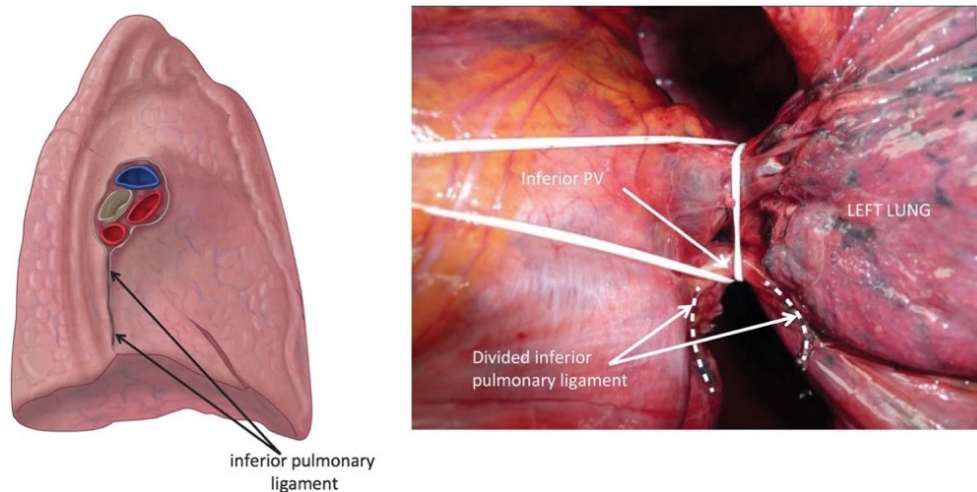 inferior pulmonary
ligament
Inferior PV
LEFT LUNG
Divided inferior
pulmonary ligament